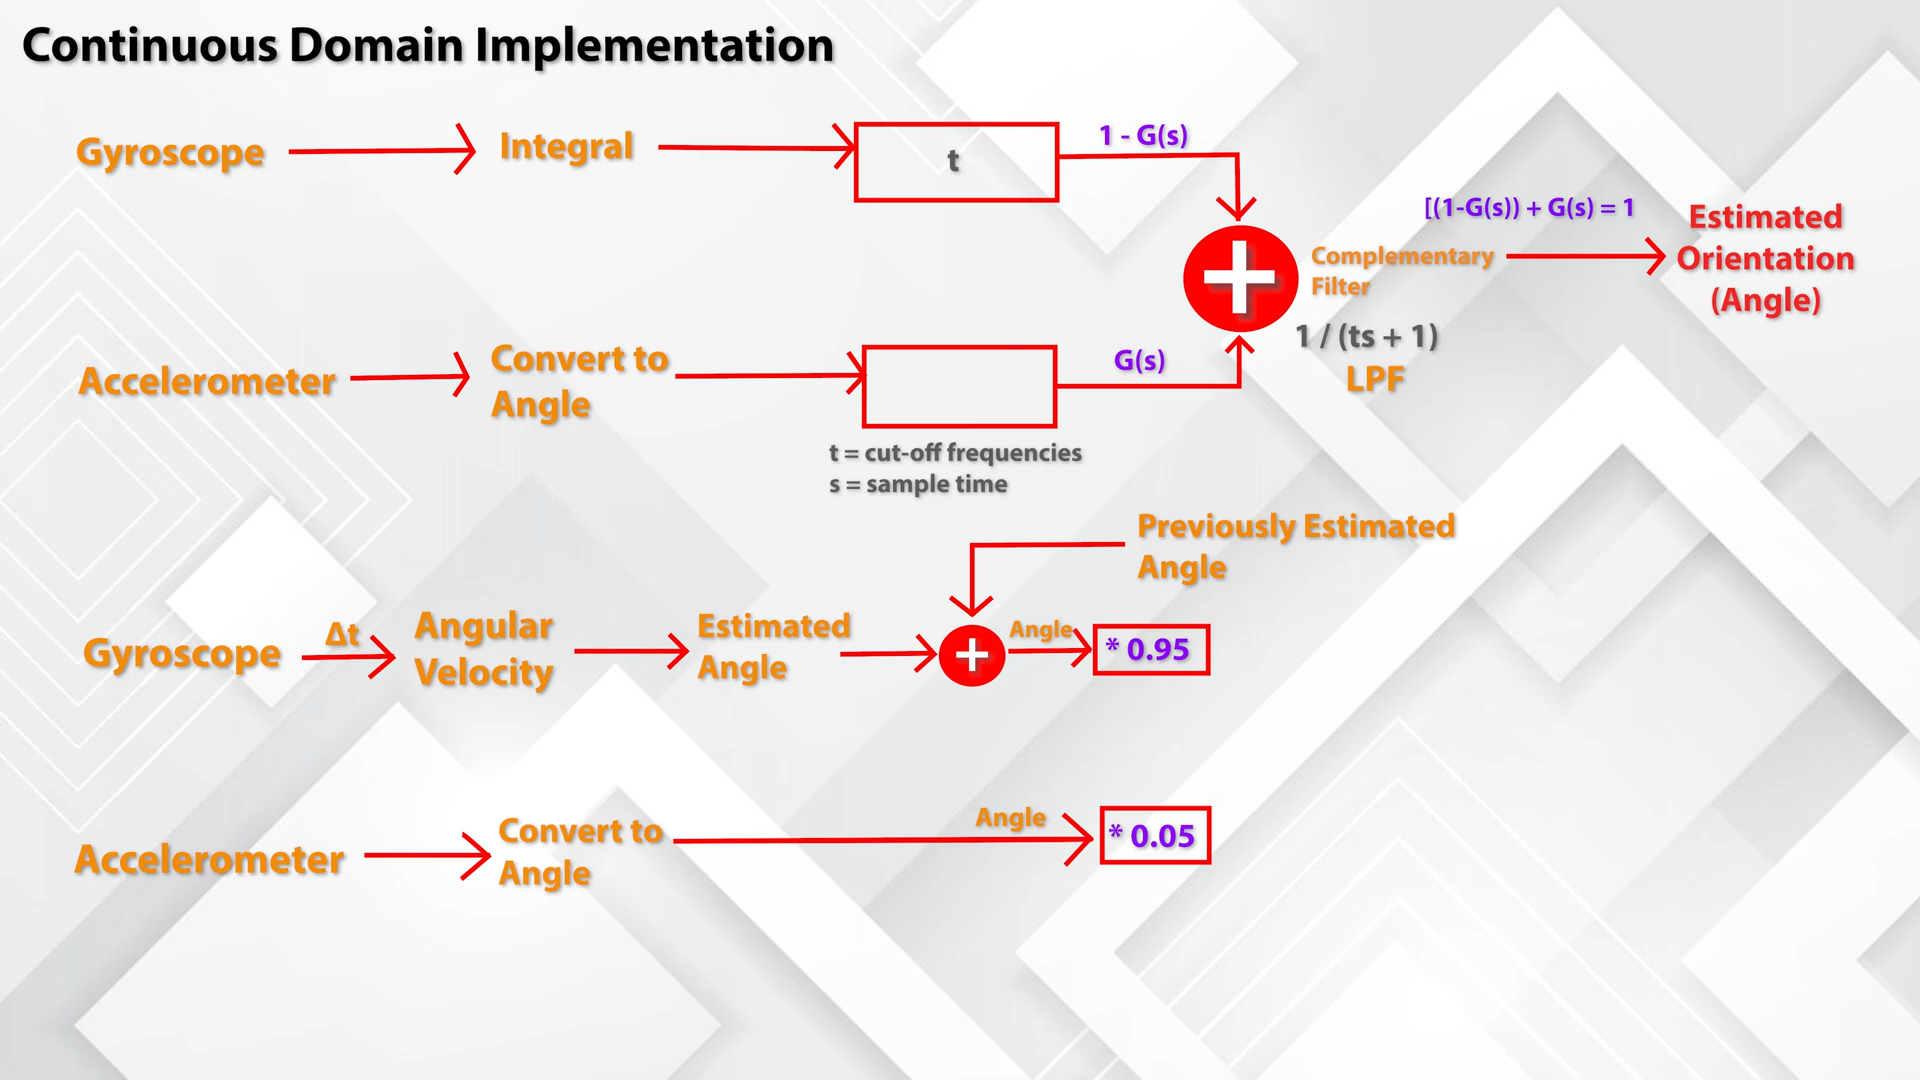 Continuous Domain Implementation
Gyroscope
Integral
t
1 - G(s)
[(1-G(s)) + G(s) = 1
Estimated
Orientation
(Angle)
Complementary
Filter
1 / (ts + 1)
LPF
Accelerometer
Convert to
Angle
G(s)
t = cut-off frequencies
s = sample time
Previously Estimated
Angle
Gyroscope
Δt
Angular
Velocity
Estimated
Angle
Angle
* 0.95
Accelerometer
Convert to
Angle
Angle
* 0.05